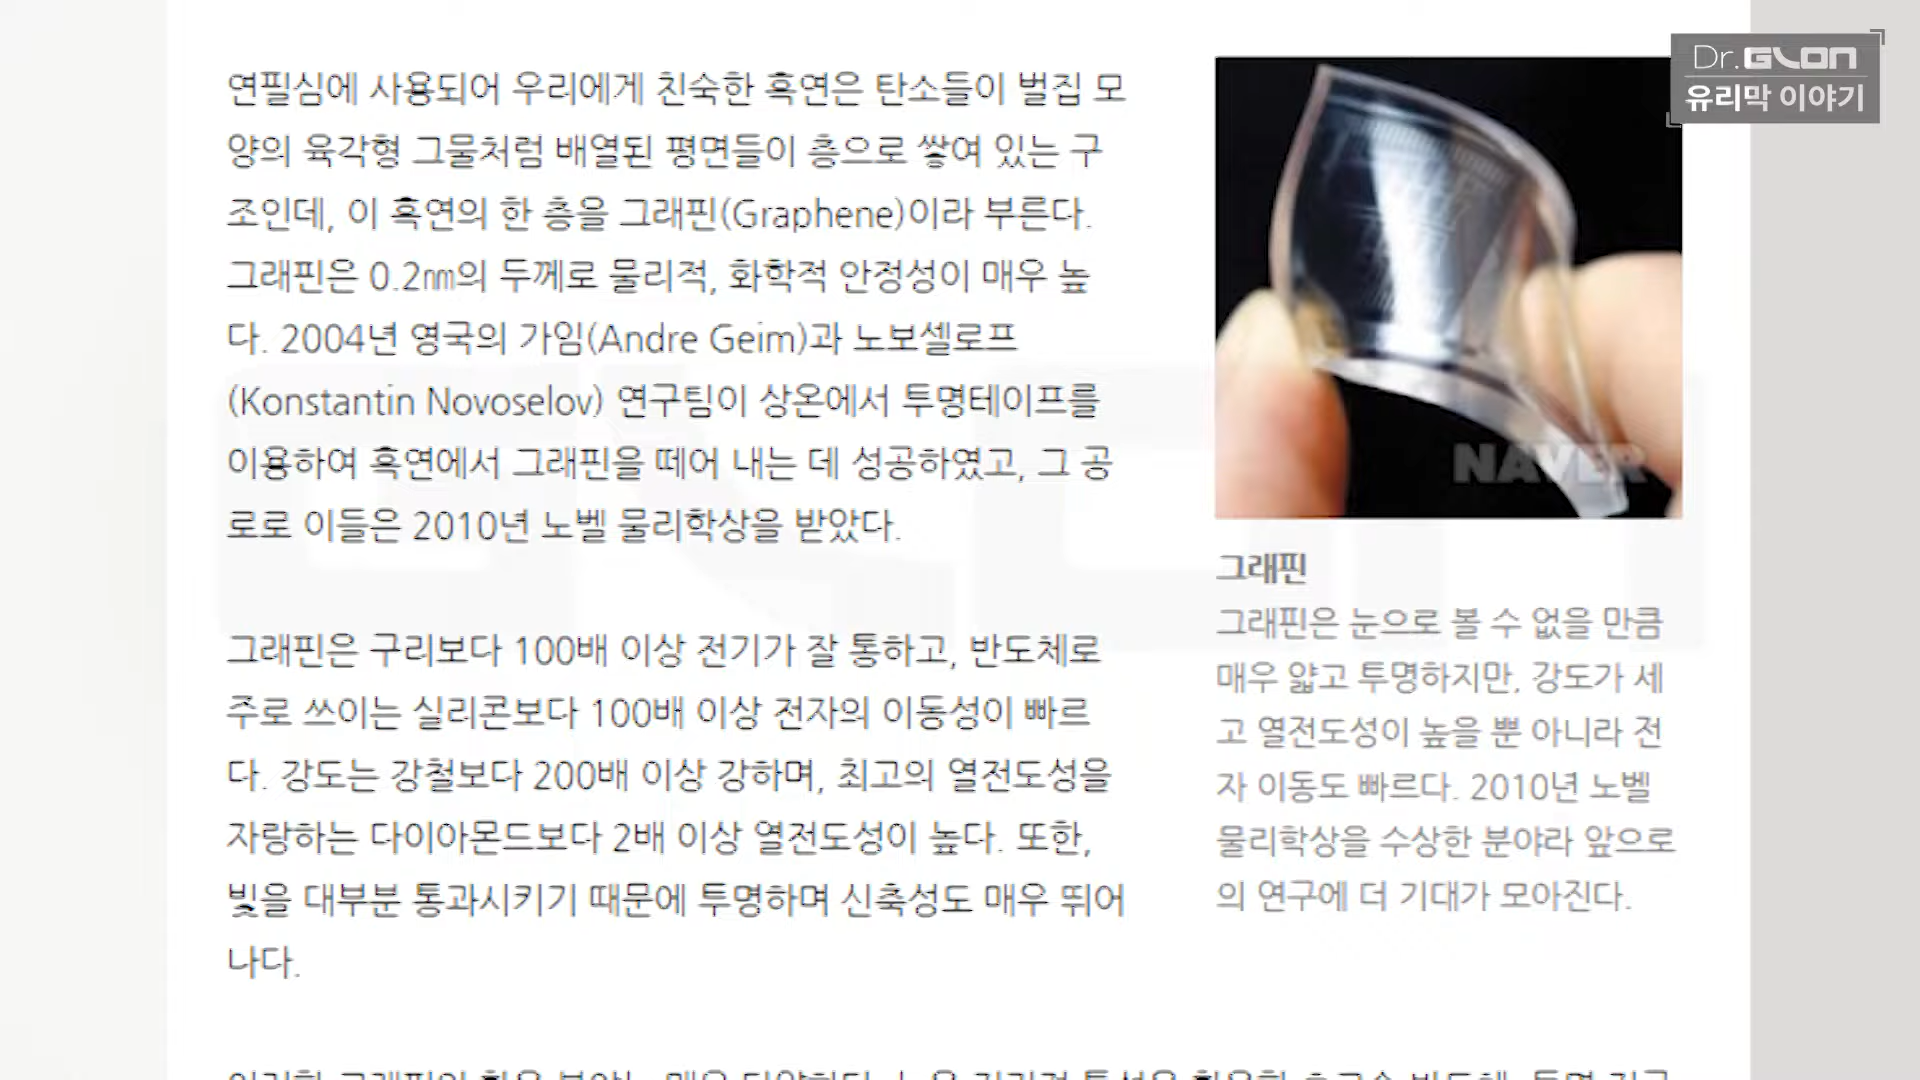 연필심에 사용되어 우리에게 친숙한 흑연은 탄소들이 벌집 모
양의 육각형 그물처럼 배열된 평면들이 층으로 쌓여 있는 구
조인데, 이 흑연의 한 층을 그래핀(Graphene)이라 부른다.
그래핀은 0.2㎚의 두께로 물리적, 화학적 안정성이 매우 높
다. 2004년 영국의 가임(Andre Geim)과 노보셀로프
(Konstantin Novoselov) 연구팀이 상온에서 투명테이프를
이용하여 흑연에서 그래핀을 떼어 내는 데 성공하였고, 그 공
로로 이들은 2010년 노벨 물리학상을 받았다.
그래핀은 구리보다 100배 이상 전기가 잘 통하고, 반도체로
주로 쓰이는 실리콘보다 100배 이상 전자의 이동성이 빠르
다. 강도는 강철보다 200배 이상 강하며, 최고의 열전도성을
자랑하는 다이아몬드보다 2배 이상 열전도성이 높다. 또한,
빛을 대부분 통과시키기 때문에 투명하며 신축성도 매우 뛰어
나다.
Dr.GLON
유리막 이야기
NAVER
그래핀
그래핀은 눈으로 볼 수 없을 만큼
매우 얇고 투명하지만, 강도가 세
고 열전도성이 높을 뿐 아니라 전
자 이동도 빠르다. 2010년 노벨
물리학상을 수상한 분야라 앞으로
의 연구에 더 기대가 모아진다.